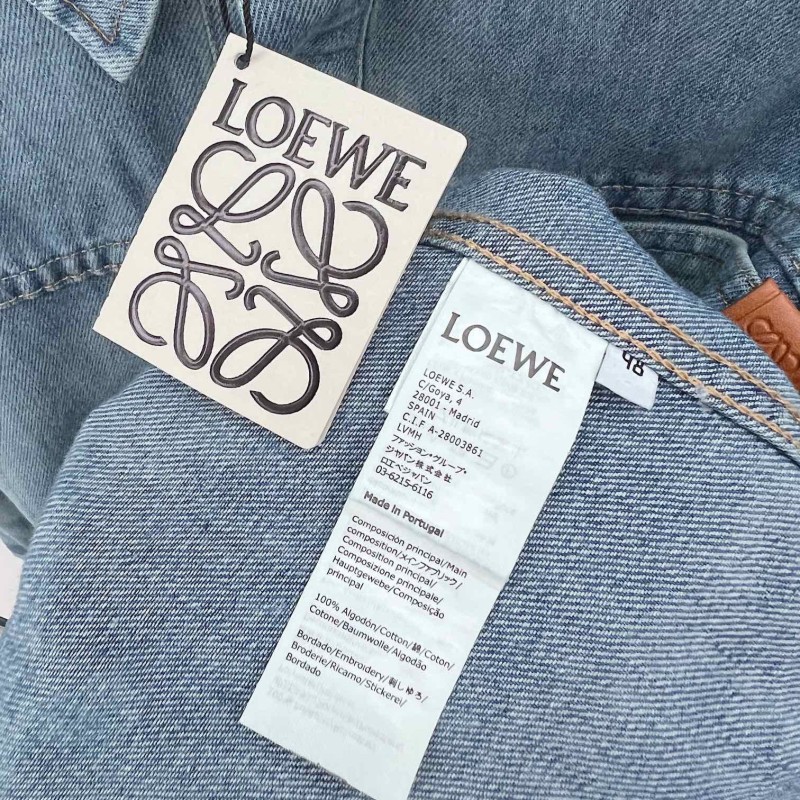 LOEWE
LOEWE
LOEWE S.A.
C/Goya, 4
28001 - Madrid
SPAIN
C.I.F A-28003861
LVMH
ファッション・グループ・
ジャパン株式会社
ロエベジャパン
03-6215-6116
Made in Portugal
Composición principal/Main
composition/メインファブリック/
Composition principal/
Composizione principale/
Hauptgewebe/Composição
principal
100% Algodón/Cotton/綿/Coton/
Cotone/Baumwolle/Algodão
Bordado/Embroidery/刺しゅう/
Broderie/Ricamo/Stickerei/
Bordado